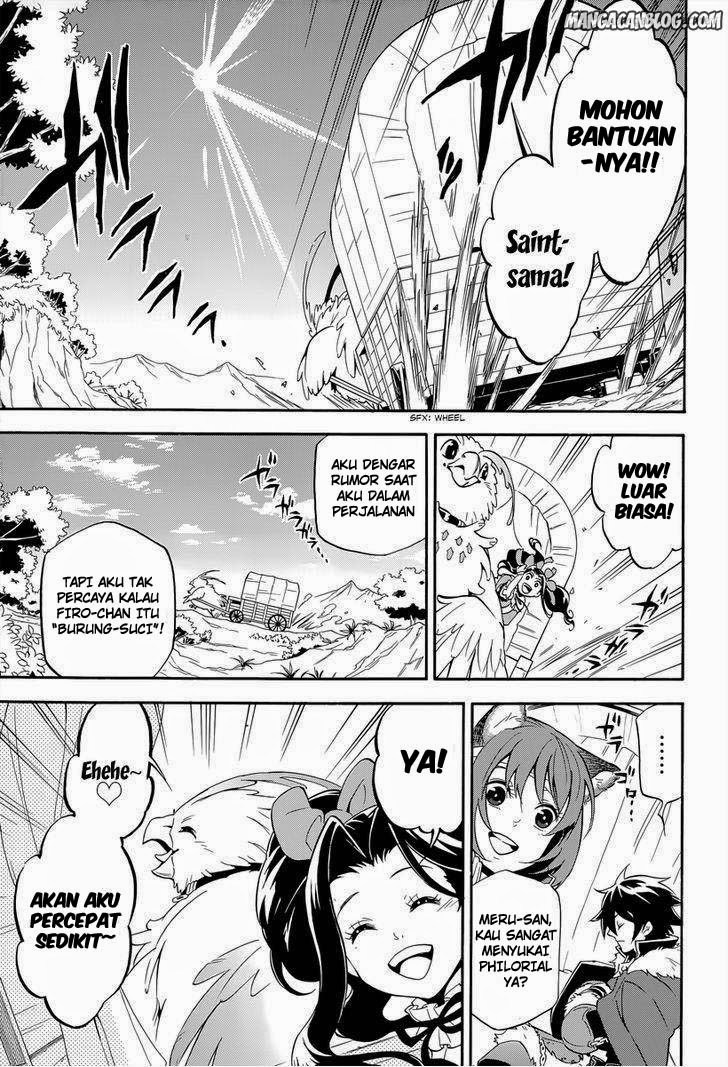 MANGACANBLOG.COM
MOHON
BANTUAN
-NYA!!
Saint-
sama!
ガ
ガ
SFX: WHEEL
WOW!
LUAR
BIASA!
AKU DENGAR
RUMOR SAAT
AKU DALAM
PERJALANAN
TAPI AKU TAK
PERCAYA KALAU
FIRO-CHAN ITU
"BURUNG-SUCI"!
......
MERU-SAN,
KAU SANGAT
MENYUKAI
PHILORIAL
YA?
YA!
Ehehe~
♡
AKAN AKU
PERCEPAT
SEDIKIT~